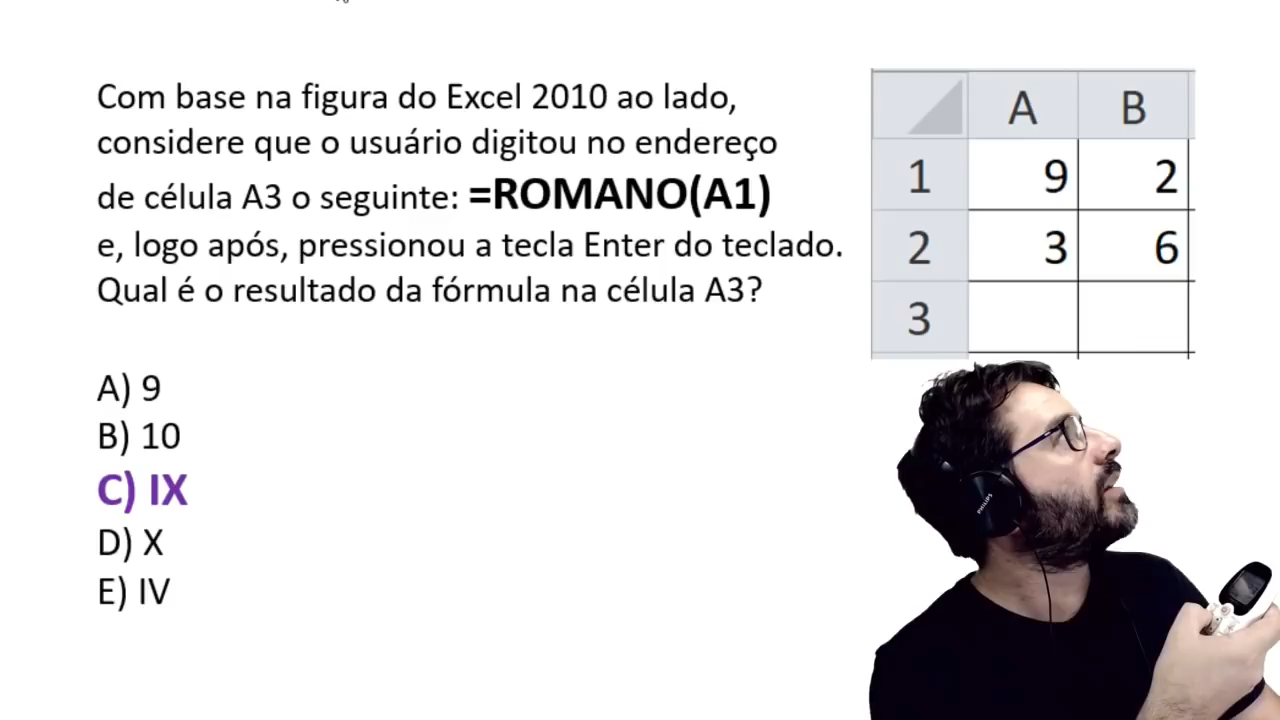 Com base na figura do Excel 2010 ao lado,
considere que o usuário digitou no endereço
de célula A3 o seguinte: =ROMANO(A1)
e, logo após, pressionou a tecla Enter do teclado.
Qual é o resultado da fórmula na célula A3?
A) 9
B) 10
C) IX
D) X
E) IV
A B
1 9 2
2 3 6
3
PHILIPS